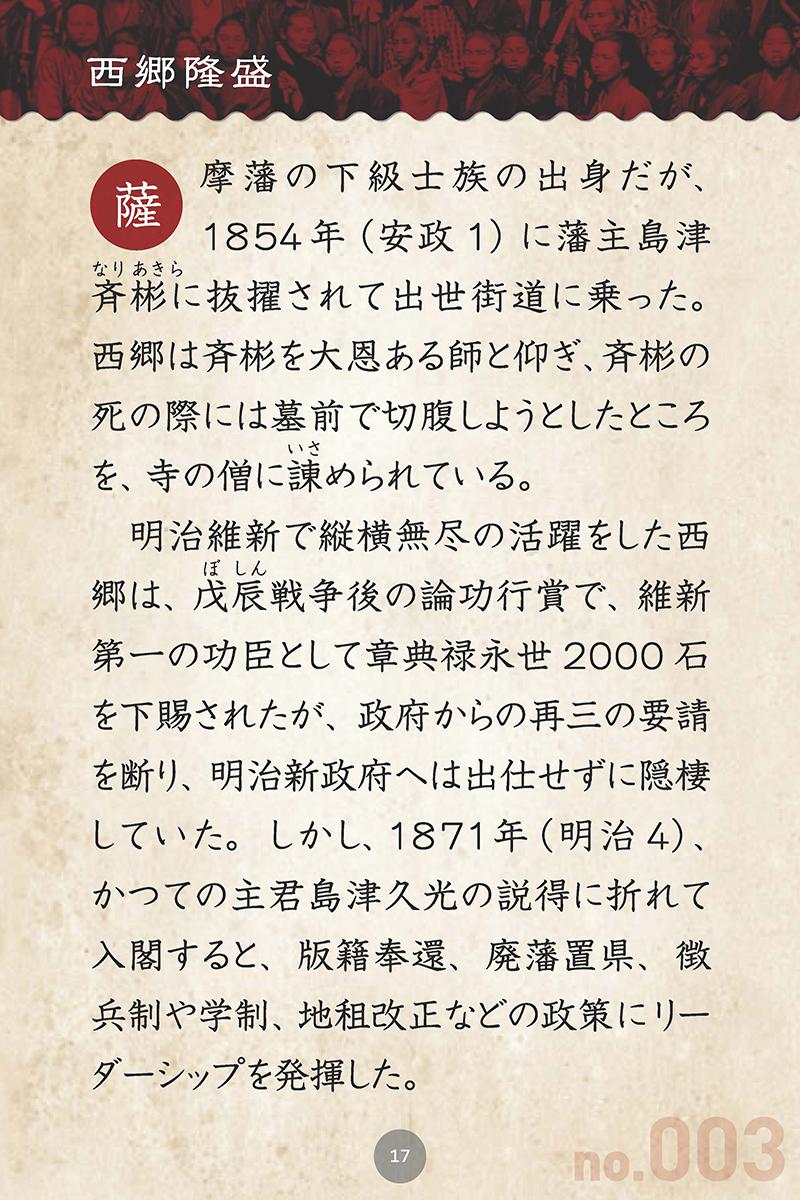 西郷隆盛
薩摩藩の下級士族の出身だが、
1854年（安政1）に藩主島津
なりあきら
斉彬に抜擢されて出世街道に乗った。
西郷は斉彬を大恩ある師と仰ぎ、斉彬の
死の際には墓前で切腹しようとしたところ
いさ
を、寺の僧に諌められている。
明治維新で縦横無尽の活躍をした西
ぼしん
郷は、戊辰戦争後の論功行賞で、維新
第一の功臣として章典禄永世2000石
を下賜されたが、政府からの再三の要請
を断り、明治新政府へは出仕せずに隠棲
していた。しかし、1871年（明治4）、
かつての主君島津久光の説得に折れて
入閣すると、版籍奉還、廃藩置県、徴
兵制や学制、地租改正などの政策にリー
ダーシップを発揮した。
17
no.003